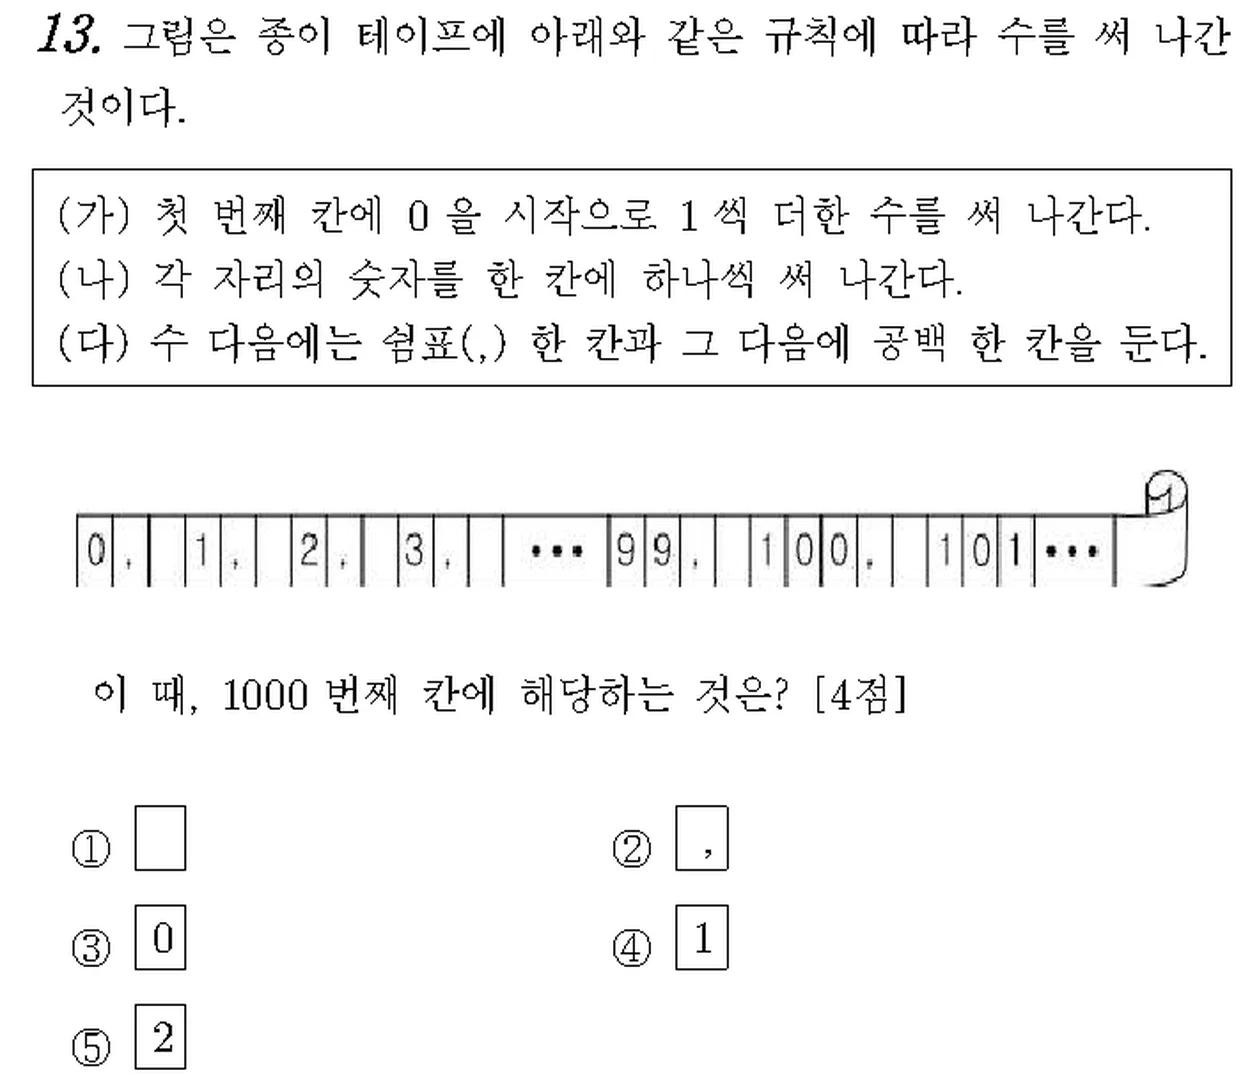 13. 그림은 종이 테이프에 아래와 같은 규칙에 따라 수를 써 나간
것이다.
(가) 첫 번째 칸에 0 을 시작으로 1 씩 더한 수를 써 나간다.
(나) 각 자리의 숫자를 한 칸에 하나씩 써 나간다.
(다) 수 다음에는 쉼표(,) 한 칸과 그 다음에 공백 한 칸을 둔다.
0 , 1 , 2 , 3 , ••• 9 9 , 1 0 0 , 1 0 1 •••
이 때, 1000 번째 칸에 해당하는 것은? [4점]
① ② ,
③ 0 ④ 1
⑤ 2